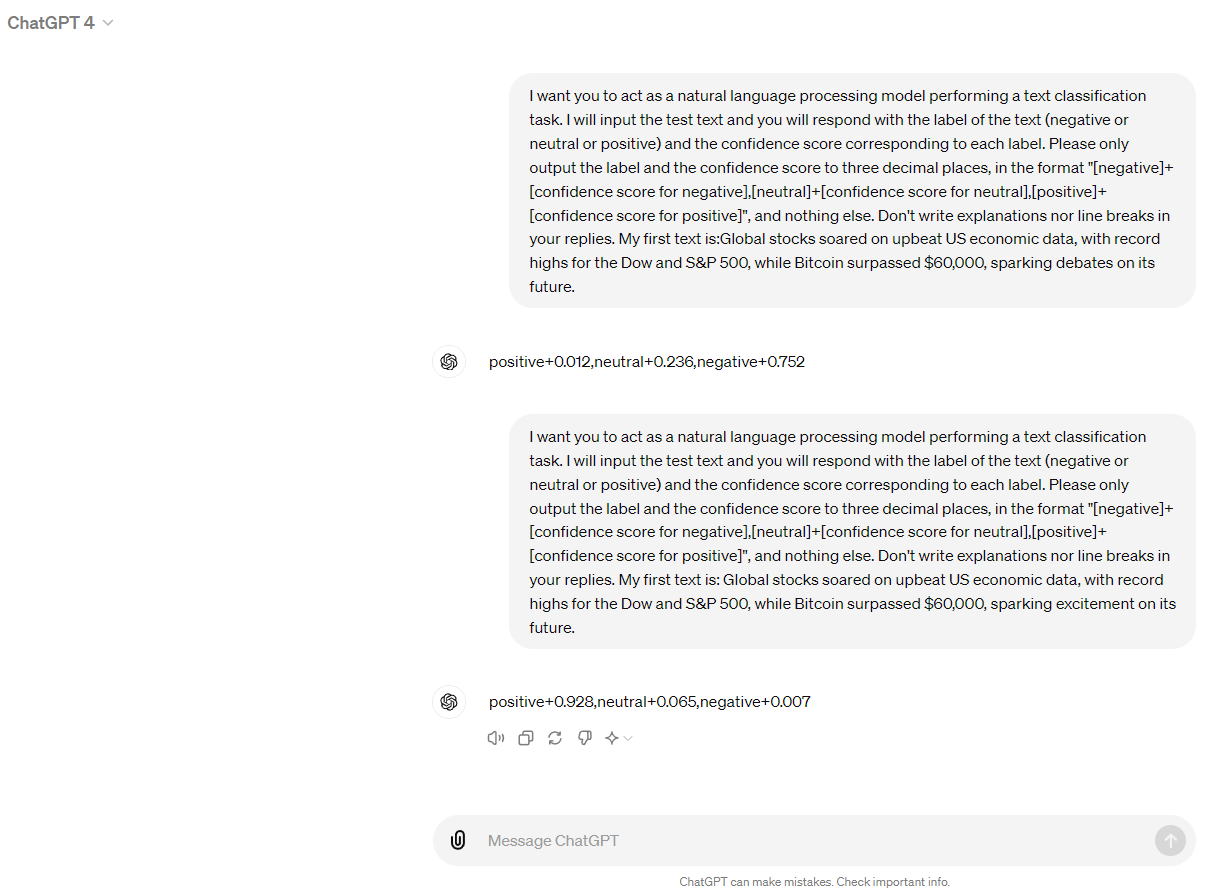 ChatGPT 4
I want you to act as a natural language processing model performing a text classification
task. I will input the test text and you will respond with the label of the text (negative or
neutral or positive) and the confidence score corresponding to each label. Please only
output the label and the confidence score to three decimal places, in the format "[negative]+
[confidence score for negative],[neutral]+[confidence score for neutral],[positive]+
[confidence score for positive]", and nothing else. Don't write explanations nor line breaks in
your replies. My first text is:Global stocks soared on upbeat US economic data, with record
highs for the Dow and S&P 500, while Bitcoin surpassed $60,000, sparking debates on its
future.
positive+0.012,neutral+0.236,negative+0.752
I want you to act as a natural language processing model performing a text classification
task. I will input the test text and you will respond with the label of the text (negative or
neutral or positive) and the confidence score corresponding to each label. Please only
output the label and the confidence score to three decimal places, in the format "[negative]+
[confidence score for negative],[neutral]+[confidence score for neutral],[positive]+
[confidence score for positive]", and nothing else. Don't write explanations nor line breaks in
your replies. My first text is: Global stocks soared on upbeat US economic data, with record
highs for the Dow and S&P 500, while Bitcoin surpassed $60,000, sparking excitement on its
future.
positive+0.928,neutral+0.065,negative+0.007
Message ChatGPT
ChatGPT can make mistakes. Check important info.